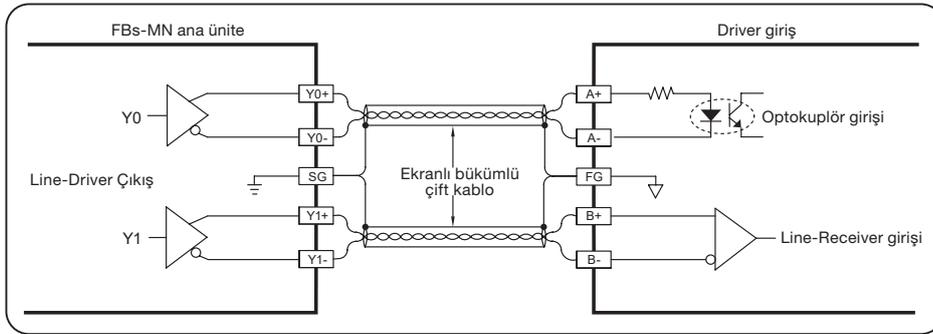 FBs-MN ana ünite
Driver giriş
Y0+
A+
Y0
Optokuplör girişi
Y0-
A-
Line-Driver Çıkış
SG
Ekranlı bükümlü
çift kablo
FG
Y1+
B+
Y1
Line-Receiver girişi
Y1-
B-